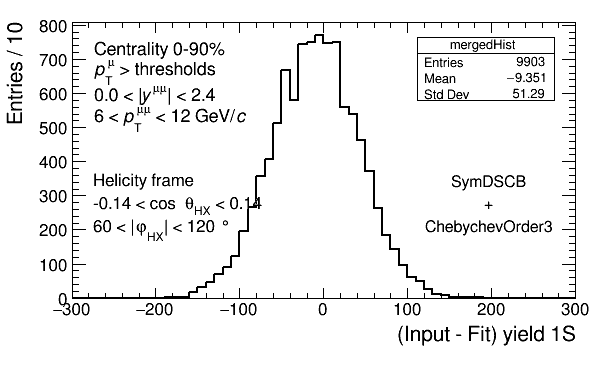 Entries / 10
800
700
600
500
400
300
200
100
0
Centrality 0-90%
p_T^μ > thresholds
0.0 < |y^μμ| < 2.4
6 < p_T^μμ < 12 GeV/c
Helicity frame
-0.14 < cos θ_HX < 0.14
60 < |φ_HX| < 120 °
mergedHist
Entries 9903
Mean −9.351
Std Dev 51.29
SymDSCB
+
ChebychevOrder3
−300 −200 −100 0 100 200 300
(Input - Fit) yield 1S